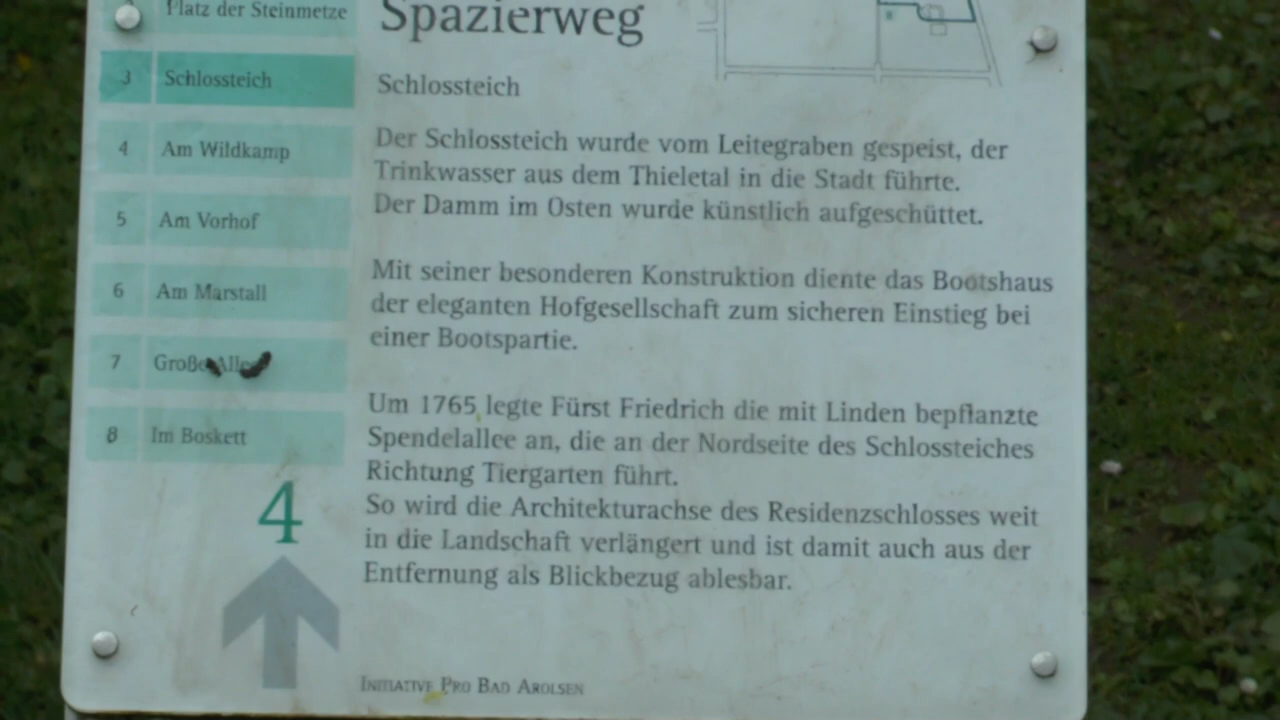 Platz der Steinmetze
3 Schlossteich
4 Am Wildkamp
5 Am Vorhof
6 Am Marstall
7 Große Allee
8 Im Boskett
4
Spazierweg
Schlossteich
Der Schlossteich wurde vom Leitegraben gespeist, der
Trinkwasser aus dem Thieletal in die Stadt führte.
Der Damm im Osten wurde künstlich aufgeschüttet.
Mit seiner besonderen Konstruktion diente das Bootshaus
der eleganten Hofgesellschaft zum sicheren Einstieg bei
einer Bootspartie.
Um 1765 legte Fürst Friedrich die mit Linden bepflanzte
Spendelallee an, die an der Nordseite des Schlossteiches
Richtung Tiergarten führt.
So wird die Architekturachse des Residenzschlosses weit
in die Landschaft verlängert und ist damit auch aus der
Entfernung als Blickbezug ablesbar.
INITIATIVE PRO BAD AROLSEN